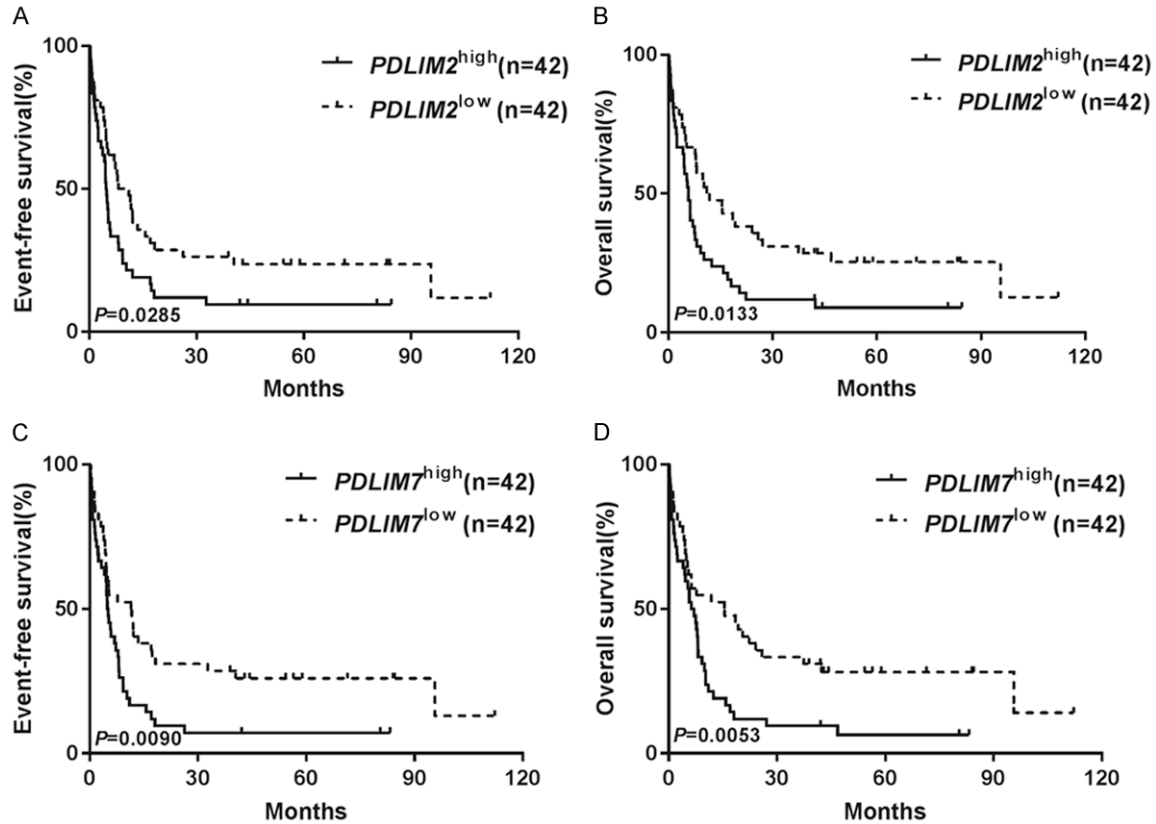 A
Event-free survival(%)
100
50
0
PDLIM2high(n=42)
PDLIM2low (n=42)
P=0.0285
0 30 60 90 120
Months
B
Overall survival(%)
100
50
0
PDLIM2high(n=42)
PDLIM2low (n=42)
P=0.0133
0 30 60 90 120
Months
C
Event-free survival(%)
100
50
0
PDLIM7high(n=42)
PDLIM7low (n=42)
P=0.0090
0 30 60 90 120
Months
D
Overall survival(%)
100
50
0
PDLIM7high(n=42)
PDLIM7low (n=42)
P=0.0053
0 30 60 90 120
Months